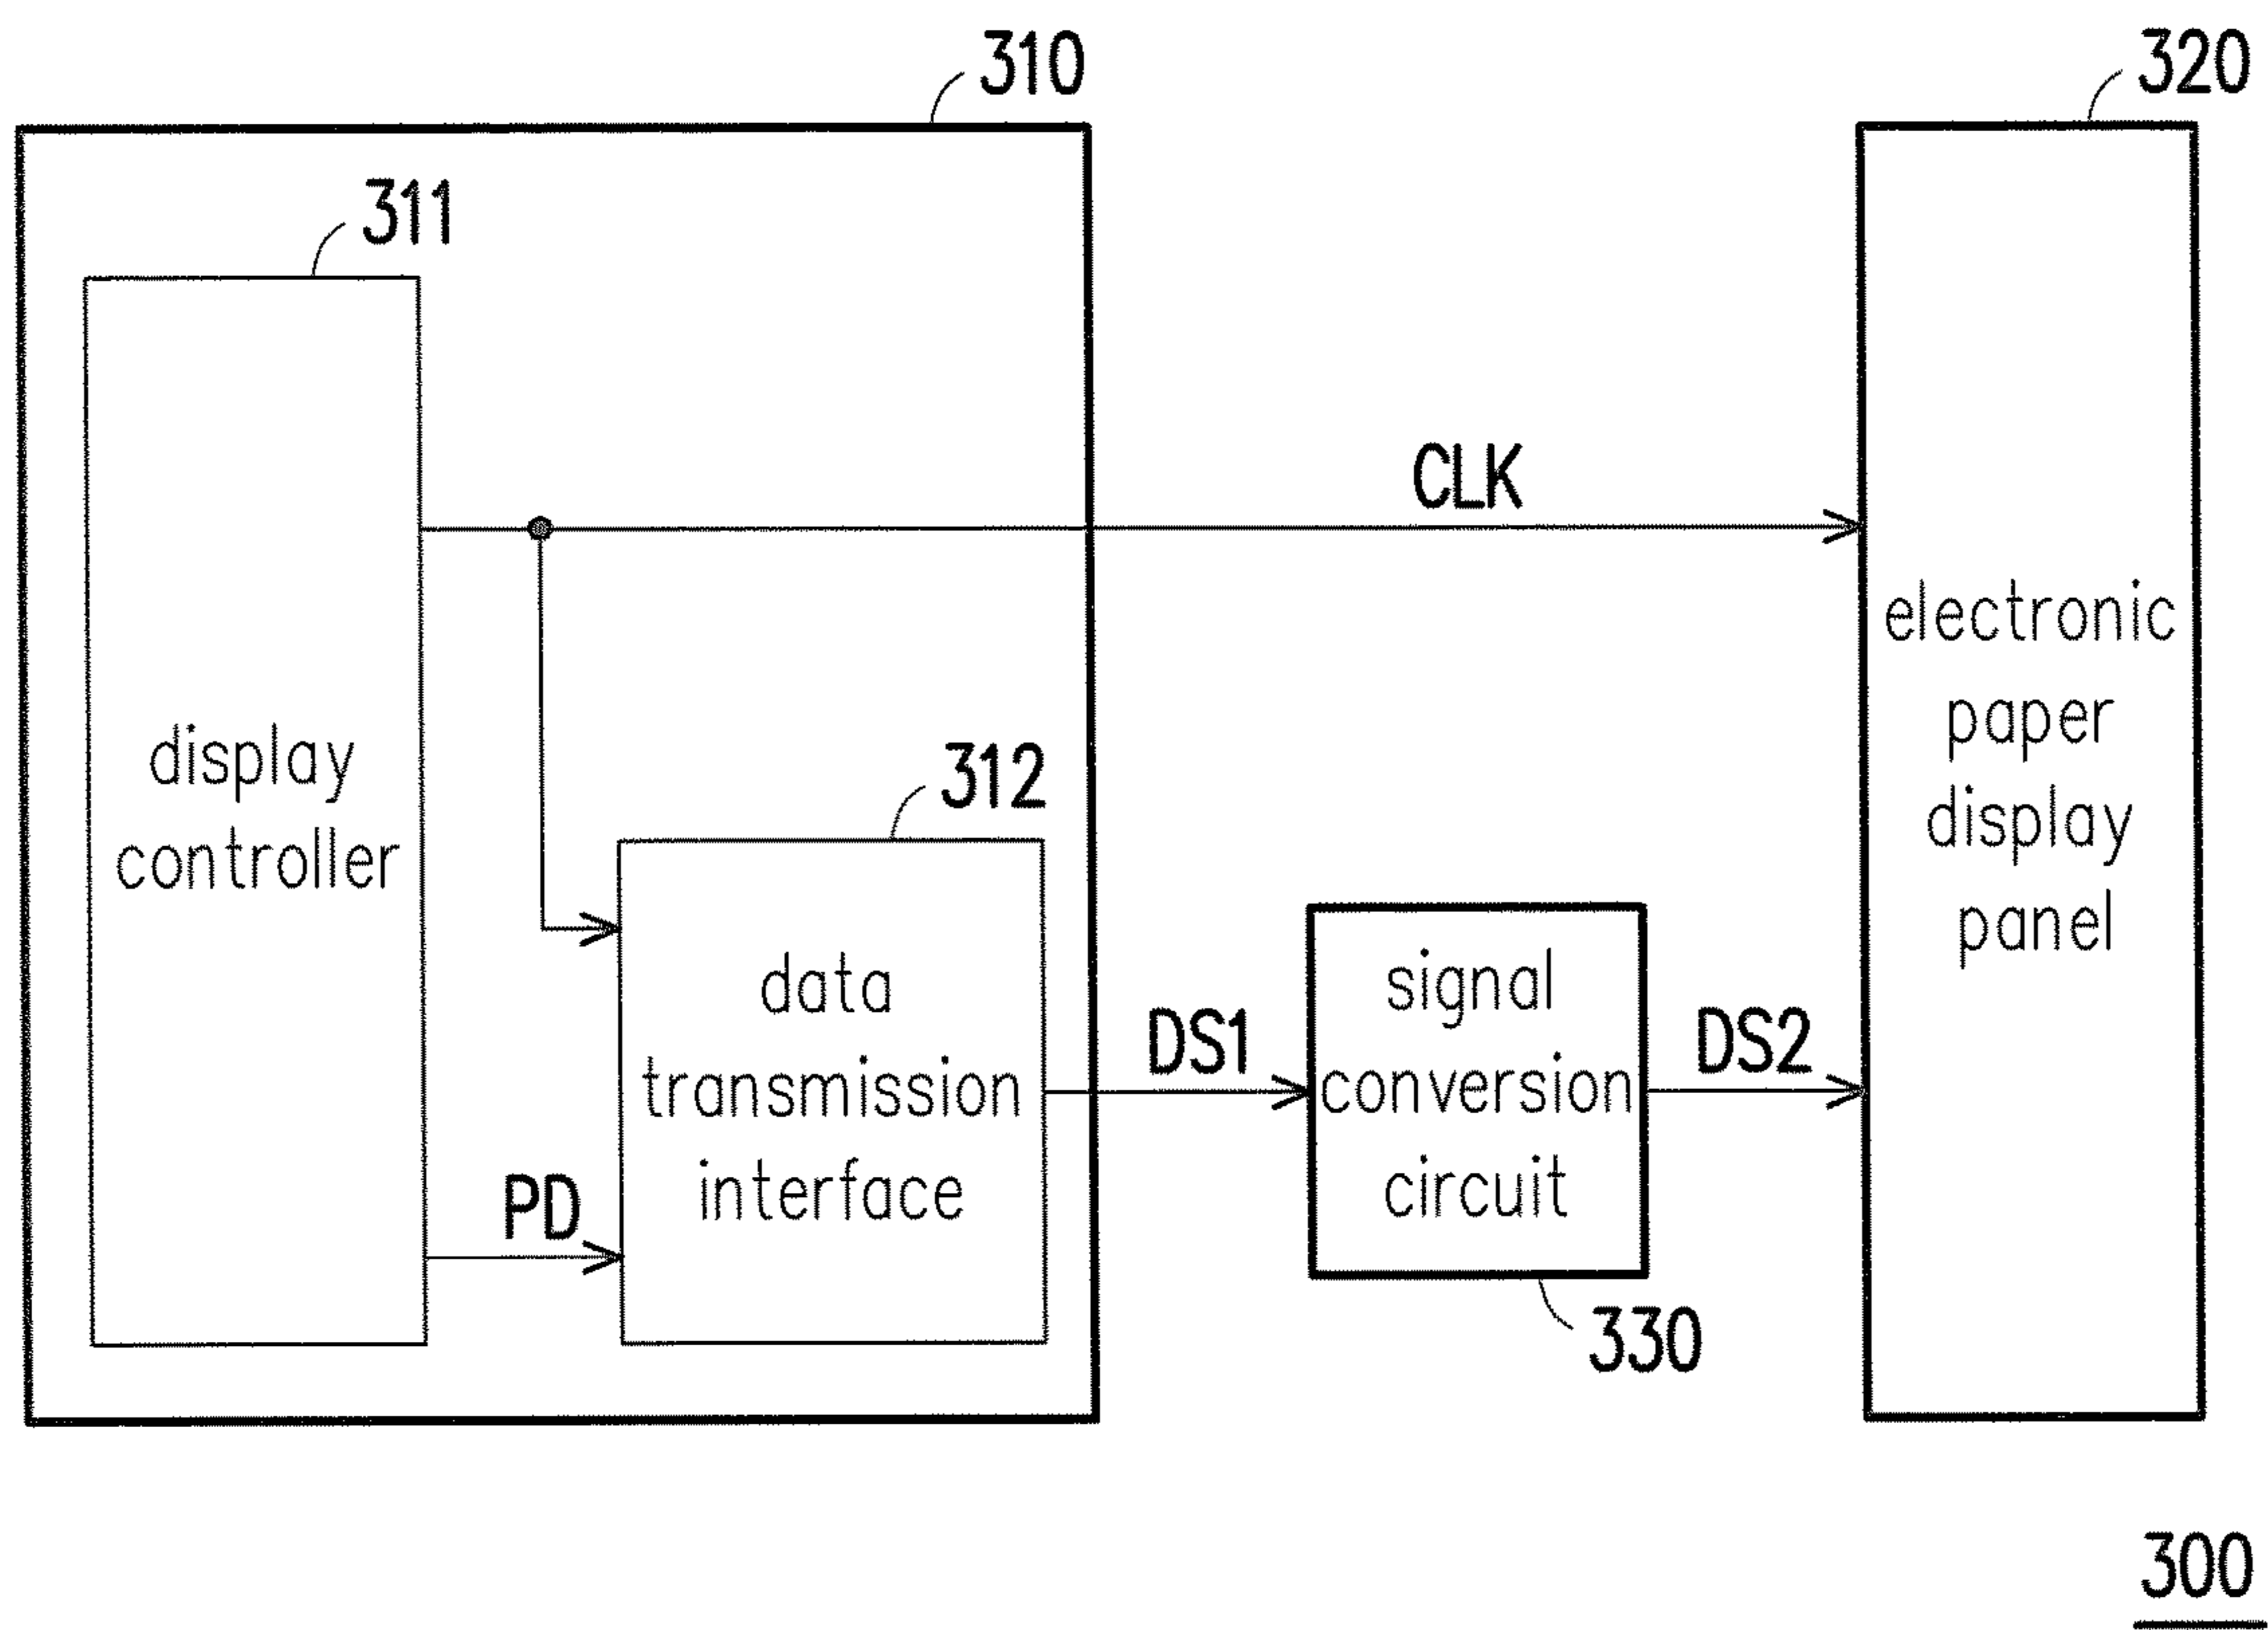 310
320
311
CLK
display
controller
312
data
transmission
interface
PD
DS1
signal
conversion
circuit
330
DS2
electronic
paper
display
panel
300